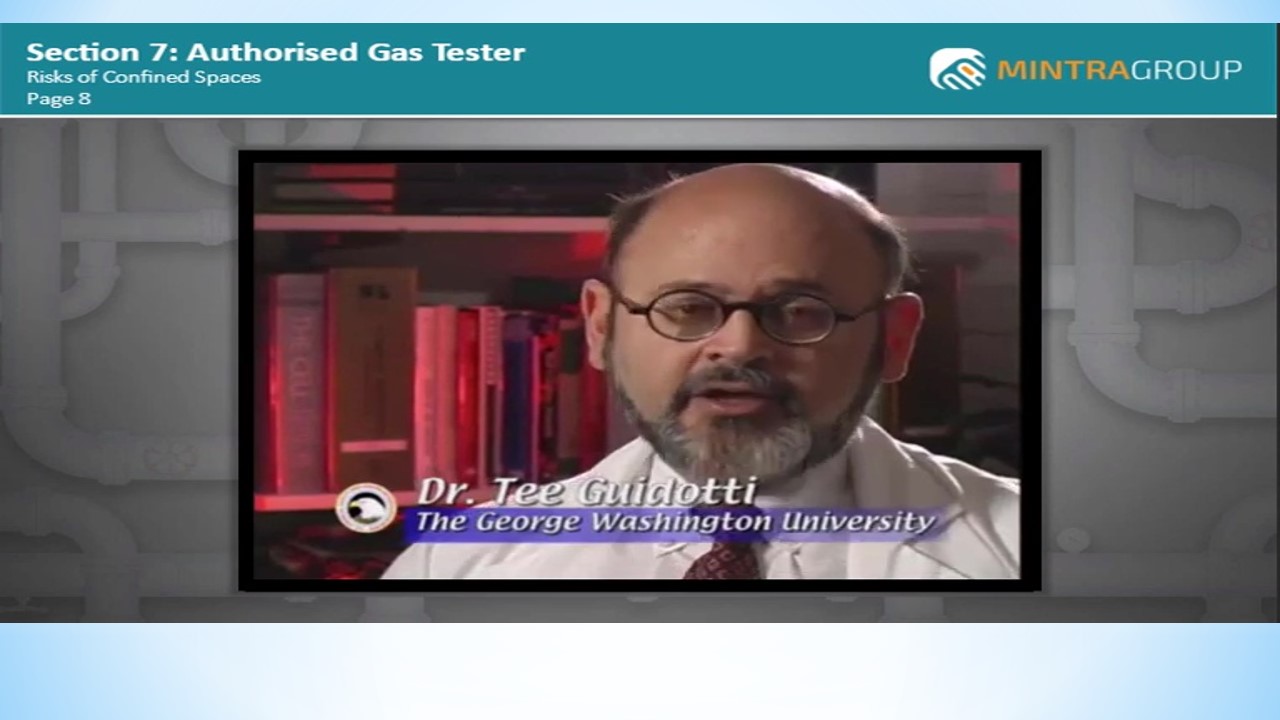 Section 7: Authorised Gas Tester
Risks of Confined Spaces
Page 8
MINTRAGROUP
Dr. Tee Guidotti
The George Washington University